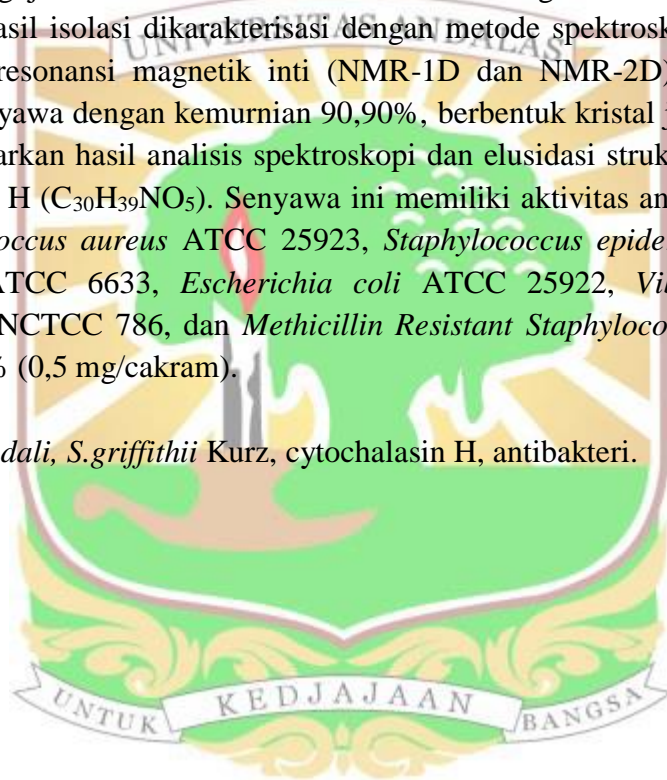 hasil isolasi dikarakterisasi dengan metode spektrosk
resonansi magnetik inti (NMR-1D dan NMR-2D)
yawa dengan kemurnian 90,90%, berbentuk kristal
arkan hasil analisis spektroskopi dan elusidasi struk
H (C₃₀H₃₉NO₅). Senyawa ini memiliki aktivitas an
occus aureus ATCC 25923, Staphylococcus epide
ATCC 6633, Escherichia coli ATCC 25922, Vi
NCTCC 786, dan Methicillin Resistant Staphyloco
% (0,5 mg/cakram).
dali, S.griffithii Kurz, cytochalasin H, antibakteri.
UNIVERSITAS ANDALAS
UNTUK KEDJAJAAN BANGSA